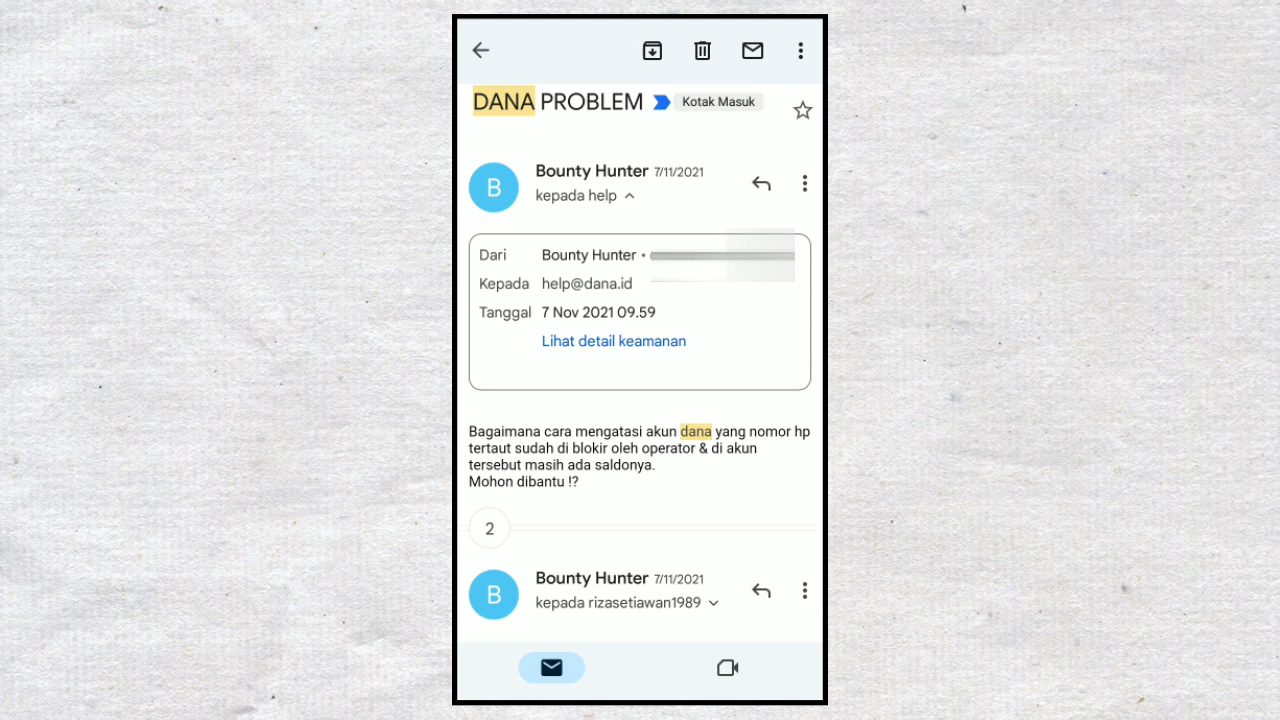 DANA PROBLEM Kotak Masuk
B
Bounty Hunter 7/11/2021
kepada help
Dari Bounty Hunter •
Kepada help@dana.id
Tanggal 7 Nov 2021 09.59
Lihat detail keamanan
Bagaimana cara mengatasi akun dana yang nomor hp
tertaut sudah di blokir oleh operator & di akun
tersebut masih ada saldonya.
Mohon dibantu !?
2
B
Bounty Hunter 7/11/2021
kepada rizasetiawan1989